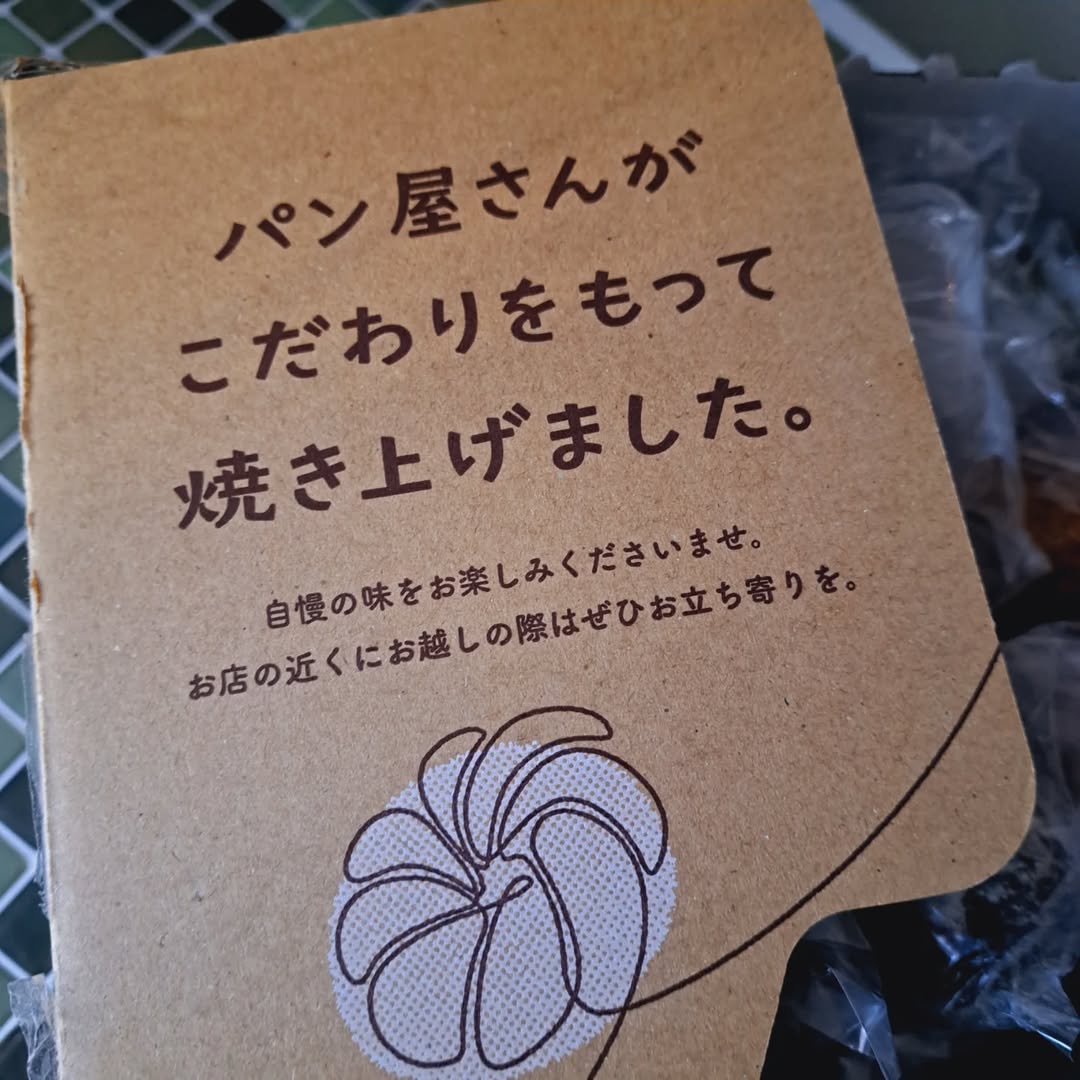 パン屋さんが
こだわりをもって
焼き上げました。
自慢の味をお楽しみくださいませ。
お店の近くにお越しの際はぜひお立ち寄りを。